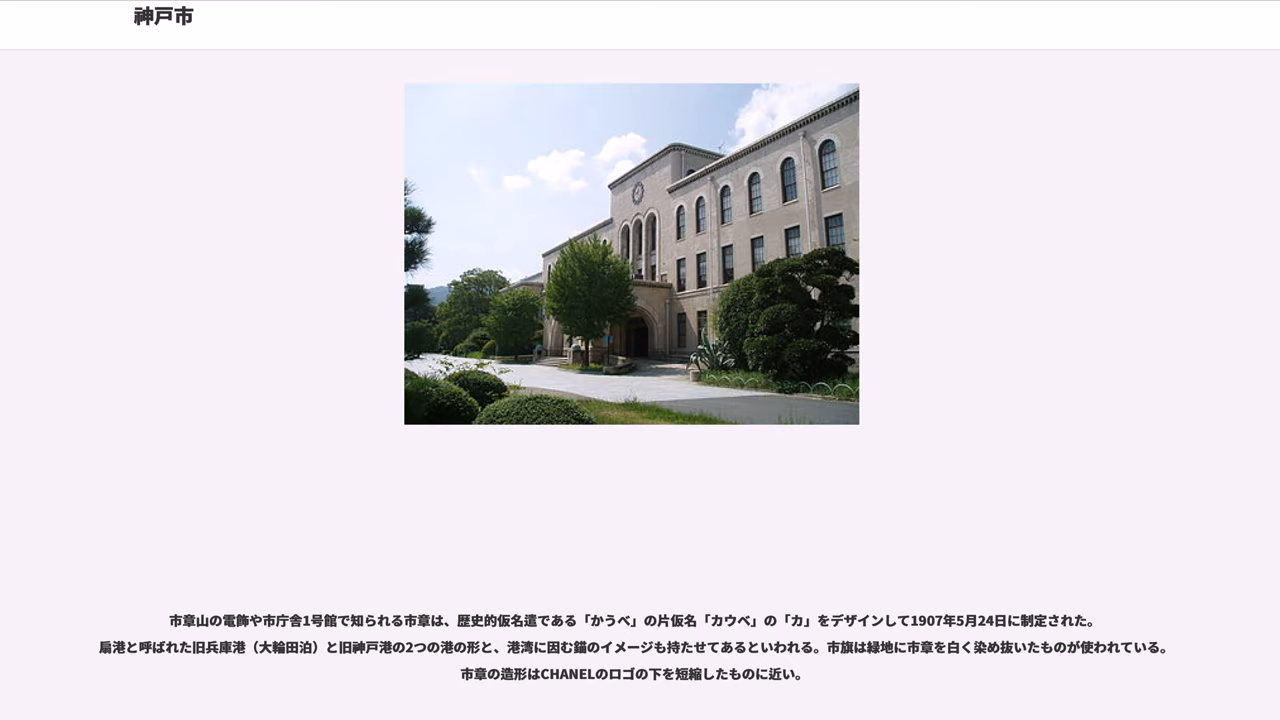 神戸市
市章山の電飾や市庁舎1号館で知られる市章は、歴史的仮名遣である「かうべ」の片仮名「カウベ」の「カ」をデザインして1907年5月24日に制定された。
扇港と呼ばれた旧兵庫港（大輪田泊）と旧神戸港の2つの港の形と、港湾に因む錨のイメージも持たせてあるといわれる。市旗は緑地に市章を白く染め抜いたものが使われている。
市章の造形はCHANELのロゴの下を短縮したものに近い。